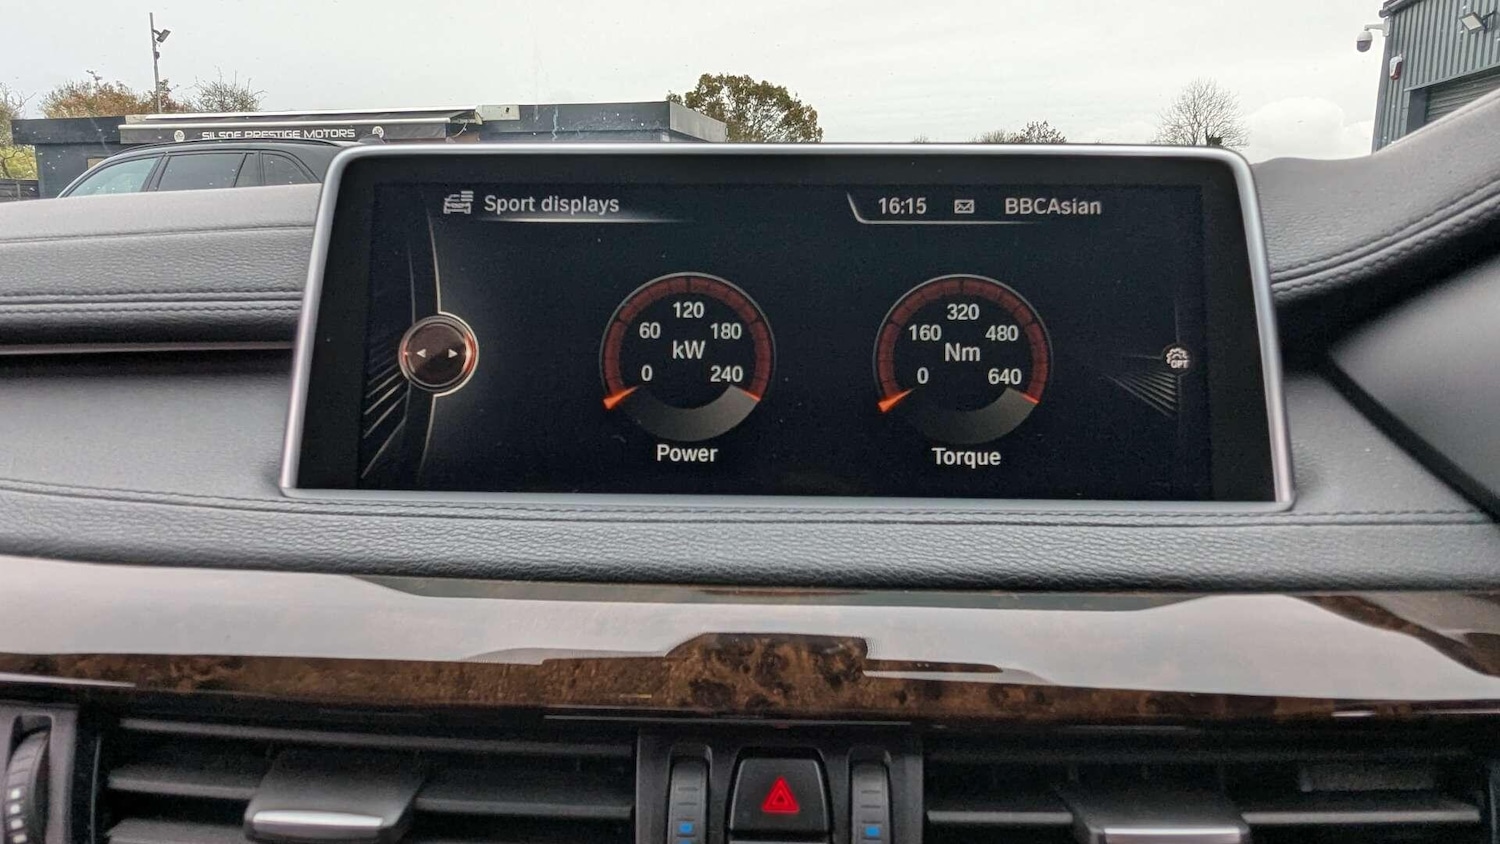 SILSOE PRESTIGE MOTORS
Sport displays
16:15
BBCAsian
120
60
180
kW
0
240
Power
320
160
480
Nm
0
640
Torque
OPT